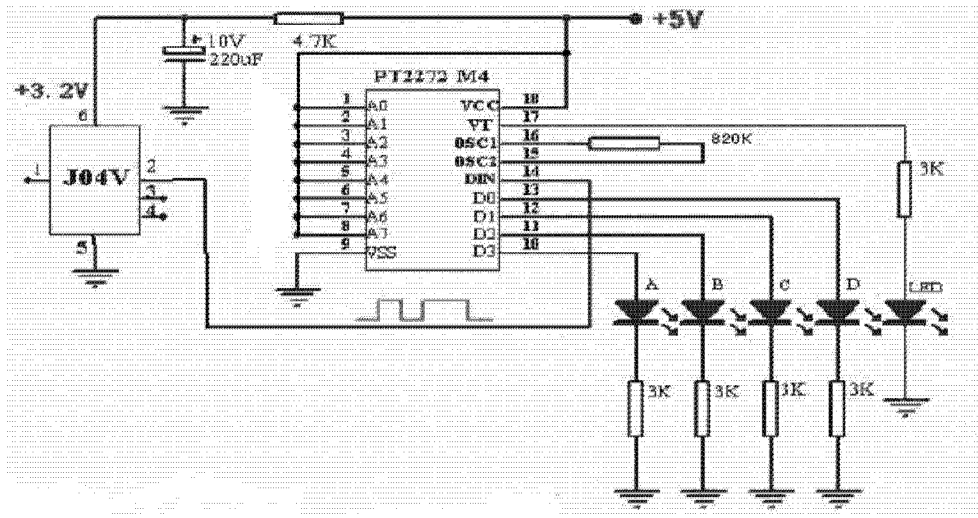 +5V
10V
220uF
4.7K
+3.2V
PT2272 M4
6
1
J04V
2
3
4
5
1 A0 VCC 18
2 A1 VT 17
3 A2 OSC1 16
4 A3 OSC2 15
5 A4 DIN 14
6 A5 D0 13
7 A6 D1 12
8 A7 D2 11
9 VSS D3 10
820K
3K
A B C D LED
3K 3K 3K 3K